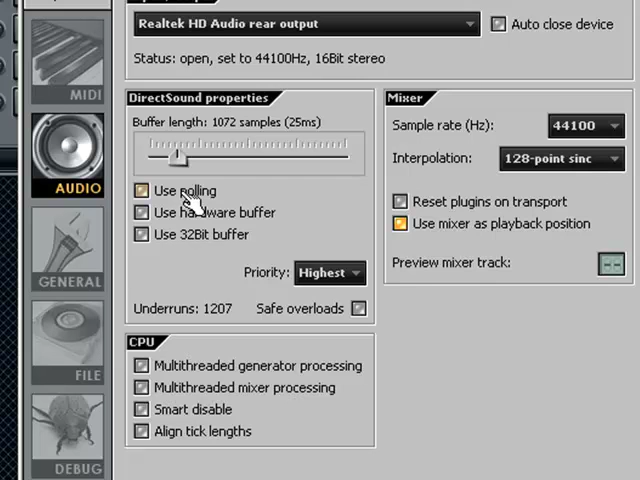 Realtek HD Audio rear output
Auto close device
Status: open, set to 44100Hz, 16Bit stereo
MIDI
AUDIO
GENERAL
FILE
DEBUG
DirectSound properties
Buffer length: 1072 samples (25ms)
Use polling
Use hardware buffer
Use 32Bit buffer
Priority: Highest
Underruns: 1207 Safe overloads
CPU
Multithreaded generator processing
Multithreaded mixer processing
Smart disable
Align tick lengths
Mixer
Sample rate (Hz): 44100
Interpolation: 128-point sinc
Reset plugins on transport
Use mixer as playback position
Preview mixer track: --